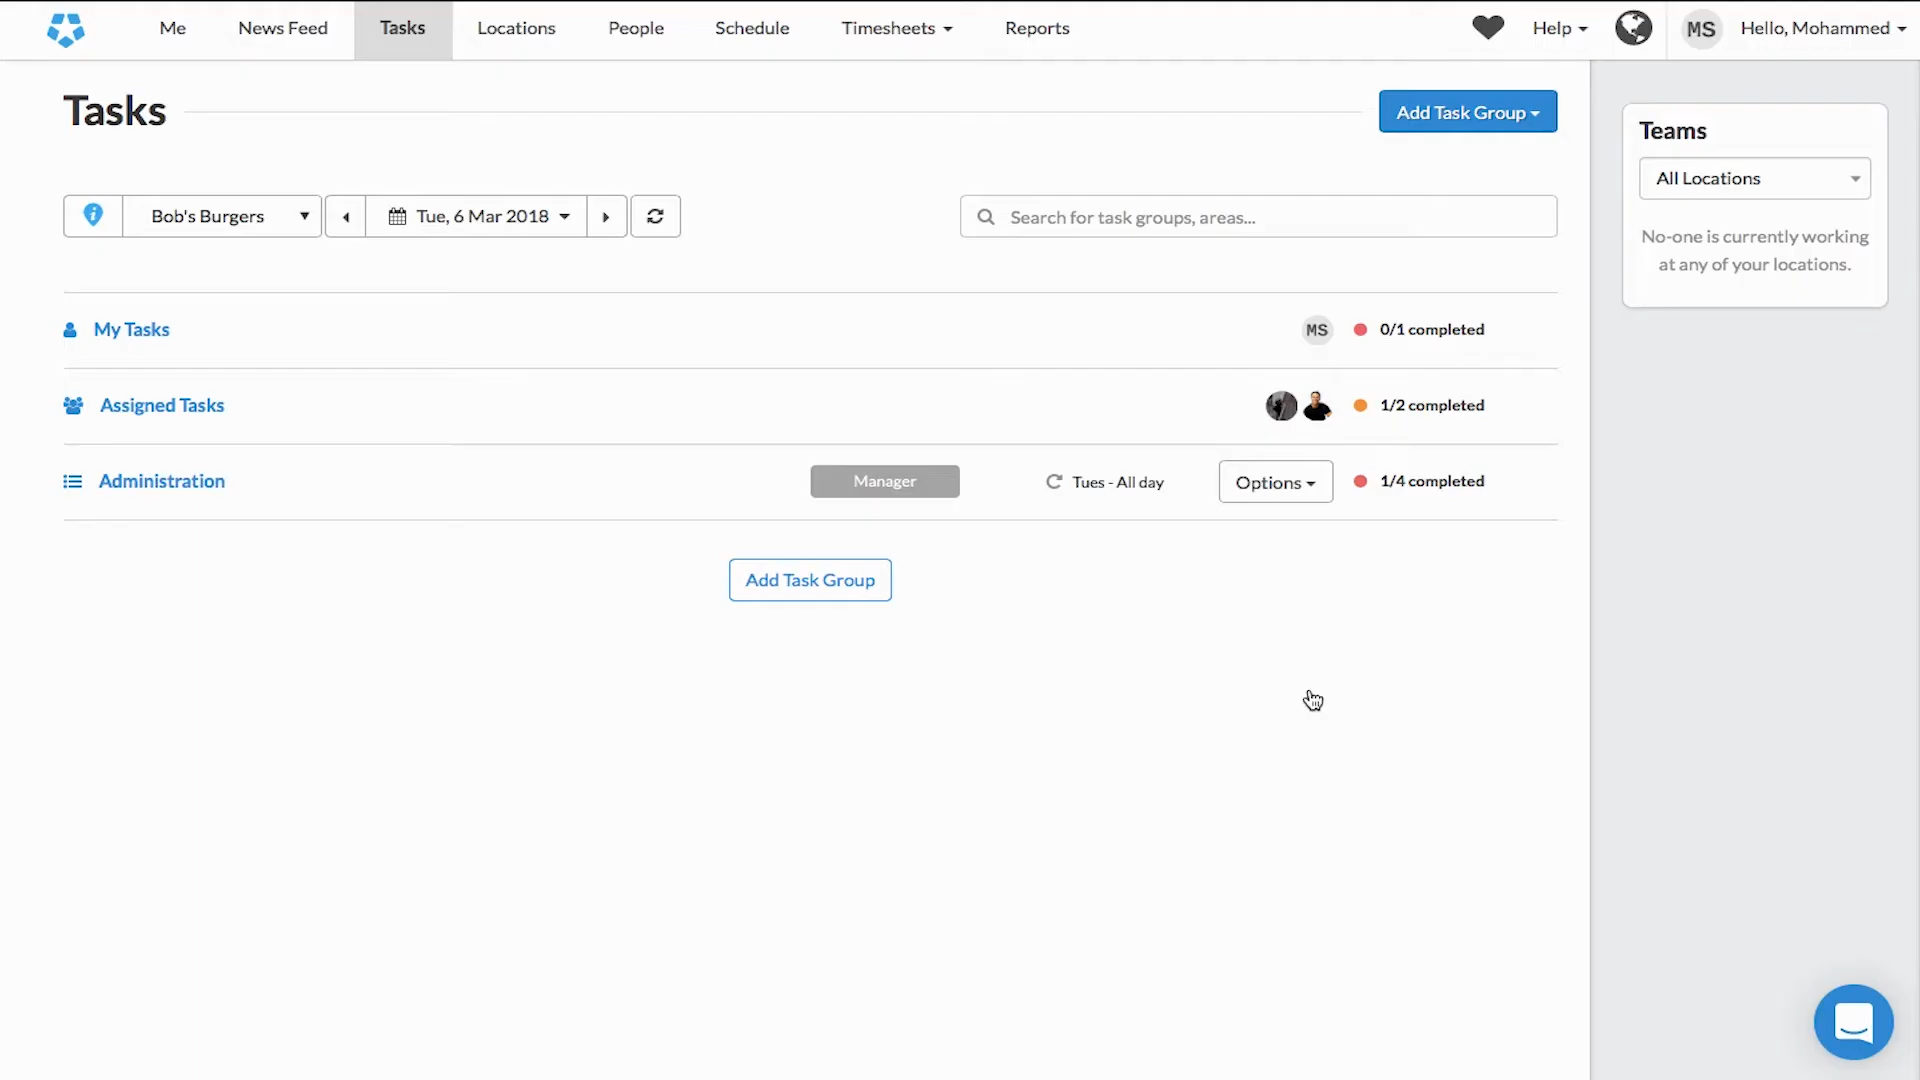 Me News Feed Tasks Locations People Schedule Timesheets Reports Help MS Hello, Mohammed
Tasks
Add Task Group
Bob's Burgers
Tue, 6 Mar 2018
Search for task groups, areas...
My Tasks MS 0/1 completed
Assigned Tasks 1/2 completed
Administration Manager Tues - All day Options 1/4 completed
Add Task Group
Teams
All Locations
No-one is currently working
at any of your locations.